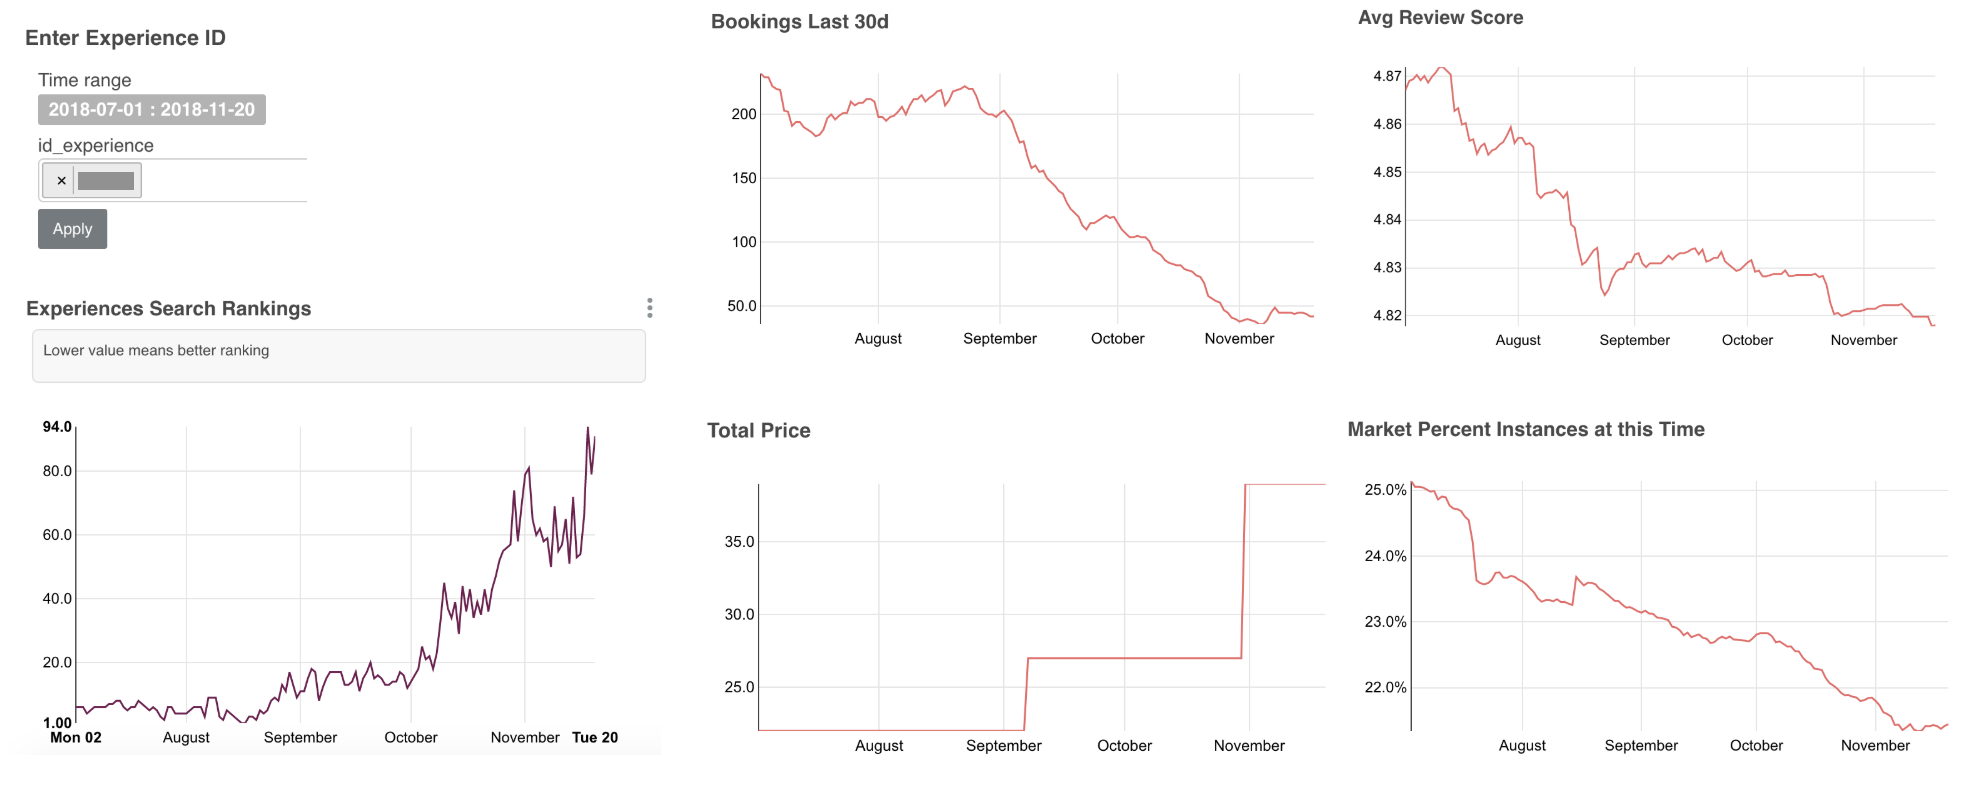 Enter Experience ID
Time range
2018-07-01 : 2018-11-20
id_experience
×
Apply
Experiences Search Rankings
Lower value means better ranking
94.0
80.0
60.0
40.0
20.0
1.00
Mon 02 August September October November Tue 20
Bookings Last 30d
200
150
100
50.0
August September October November
Avg Review Score
4.87
4.86
4.85
4.84
4.83
4.82
August September October November
Total Price
35.0
30.0
25.0
August September October November
Market Percent Instances at this Time
25.0%
24.0%
23.0%
22.0%
August September October November